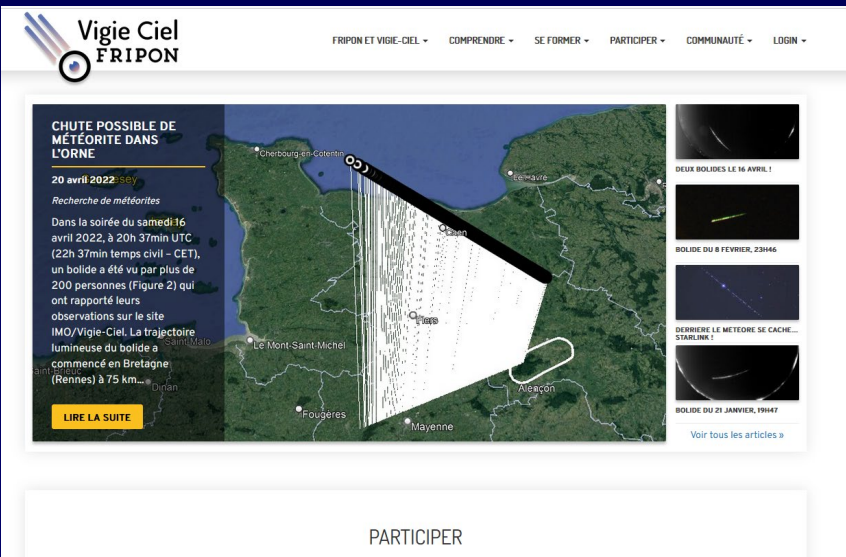 Vigie Ciel
FRIPON
FRIPON ET VIGIE-CIEL
COMPRENDRE
SE FORMER
PARTICIPER
COMMUNAUTÉ
LOGIN
CHUTE POSSIBLE DE
MÉTÉORITE DANS
L'ORNE
20 avril 2022
Recherche de météorites
Dans la soirée du samedi 16
avril 2022, à 20h 37min UTC
(22h 37min temps civil – CET),
un bolide a été vu par plus de
200 personnes (Figure 2) qui
ont rapporté leurs
observations sur le site
IMO/Vigie-Ciel. La trajectoire
lumineuse du bolide a
commencé en Bretagne
(Rennes) à 75 km...
LIRE LA SUITE
Cherbourg-en-Cotentin
Le Havre
Caen
Flers
Saint-Malo
Le Mont-Saint-Michel
Dinan
Alençon
Fougères
Mayenne
DEUX BOLIDES LE 16 AVRIL !
BOLIDE DU 8 FEVRIER, 23H46
DERRIERE LE METEORE SE CACHE...
STARLINK !
BOLIDE DU 21 JANVIER, 19H47
Voir tous les articles »
PARTICIPER